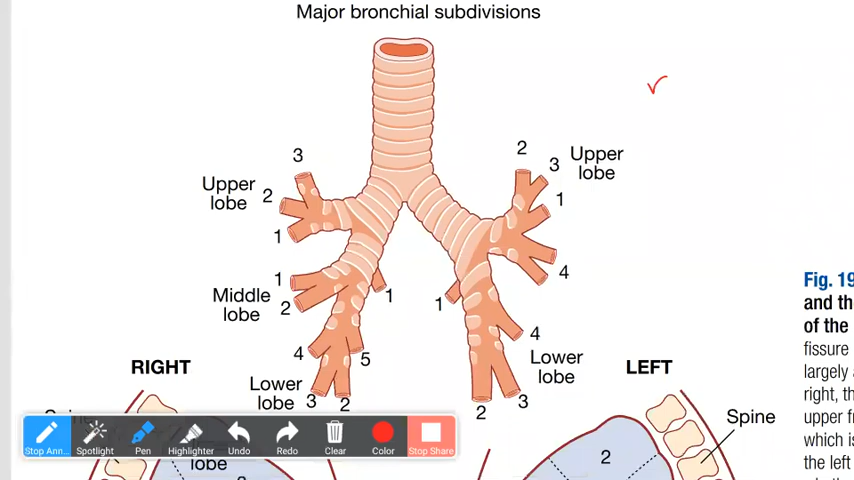 Major bronchial subdivisions
3
Upper
lobe
2
1
1
Middle
lobe
2
1
4
5
Lower
lobe
3
2
2
3
Upper
lobe
1
4
1
4
Lower
lobe
3
2
RIGHT
LEFT
Spine
2
lobe
Fig. 19
and th
of the
fissure
largely a
right, th
upper fr
which is
the left
Stop Ann...
Spotlight
Pen
Highlighter
Undo
Redo
Clear
Color
Stop Share